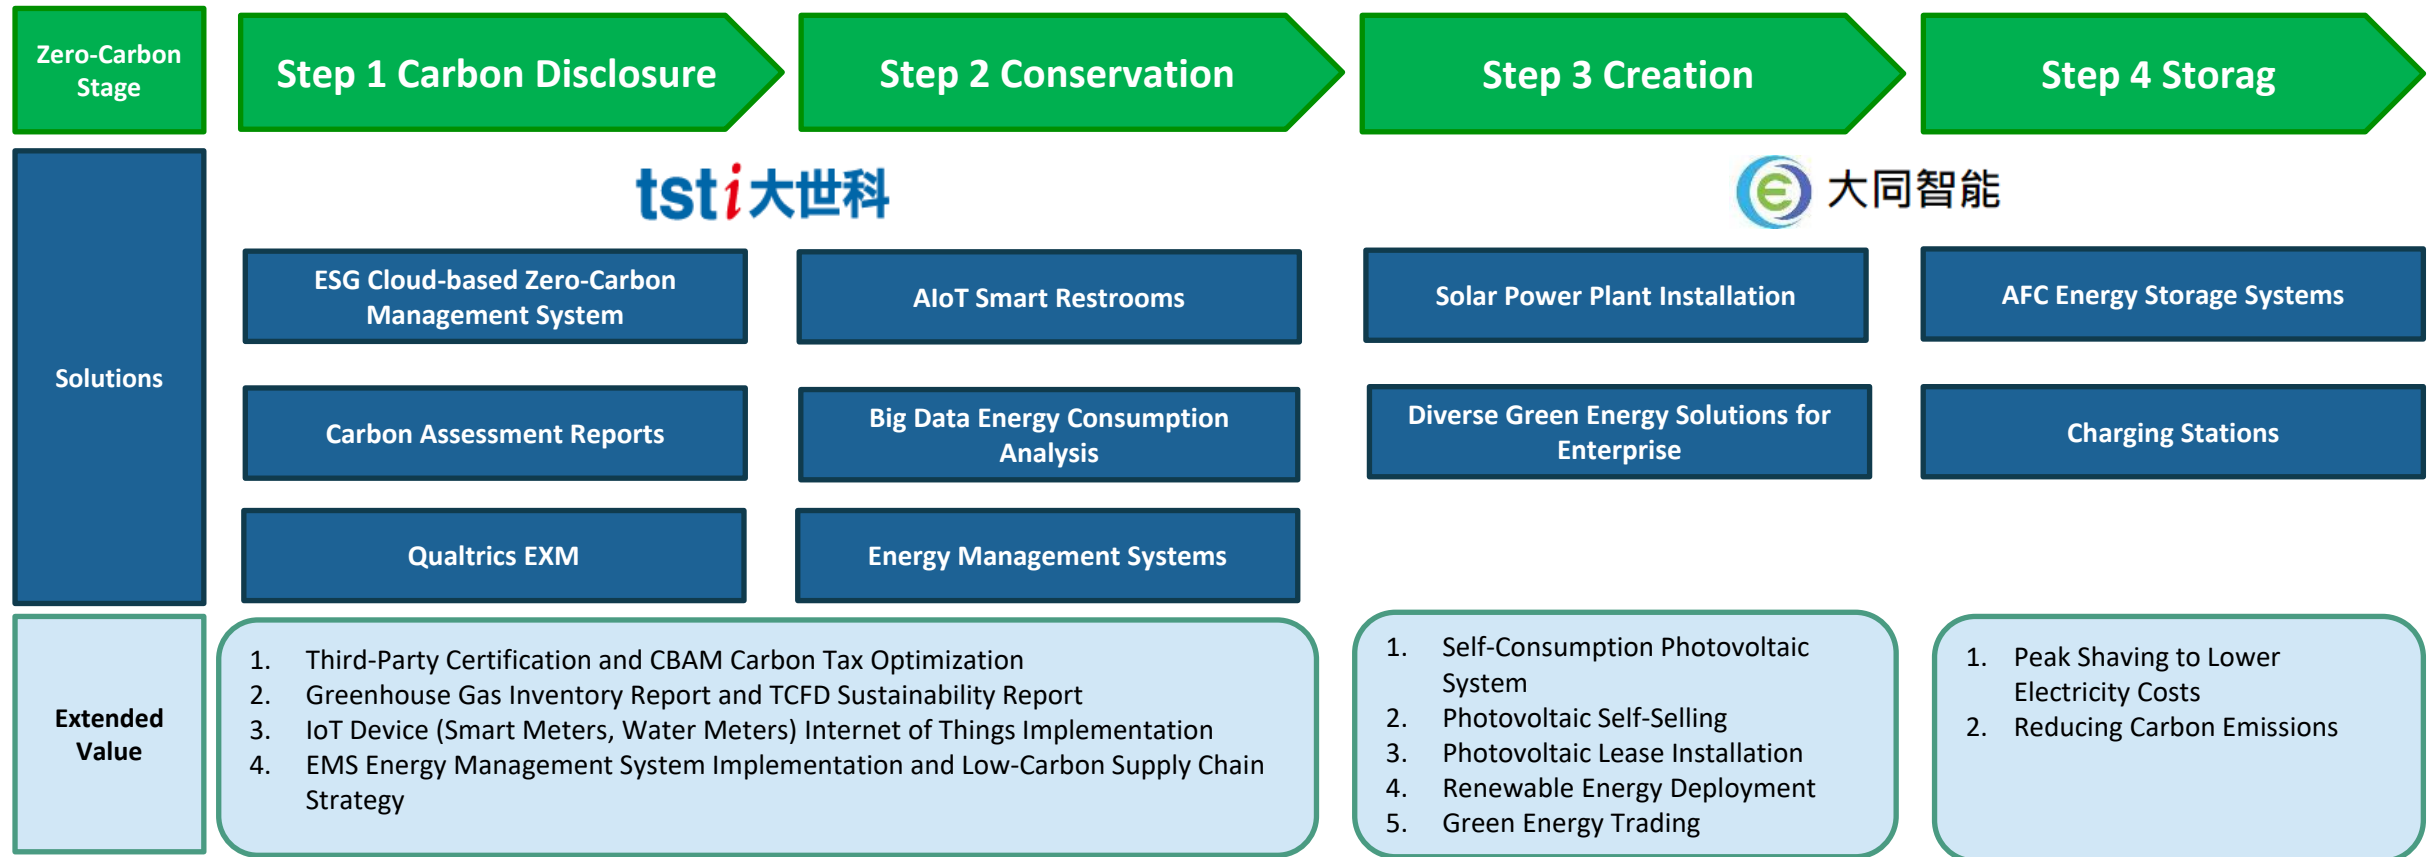 Zero-Carbon
Stage
Step 1 Carbon Disclosure
Step 2 Conservation
Step 3 Creation
Step 4 Storag
Solutions
tsti大世科
大同智能
ESG Cloud-based Zero-Carbon
Management System
AIoT Smart Restrooms
Solar Power Plant Installation
AFC Energy Storage Systems
Carbon Assessment Reports
Big Data Energy Consumption
Analysis
Diverse Green Energy Solutions for
Enterprise
Charging Stations
Qualtrics EXM
Energy Management Systems
Extended
Value
1. Third-Party Certification and CBAM Carbon Tax Optimization
2. Greenhouse Gas Inventory Report and TCFD Sustainability Report
3. IoT Device (Smart Meters, Water Meters) Internet of Things Implementation
4. EMS Energy Management System Implementation and Low-Carbon Supply Chain
Strategy
1. Self-Consumption Photovoltaic
System
2. Photovoltaic Self-Selling
3. Photovoltaic Lease Installation
4. Renewable Energy Deployment
5. Green Energy Trading
1. Peak Shaving to Lower
Electricity Costs
2. Reducing Carbon Emissions